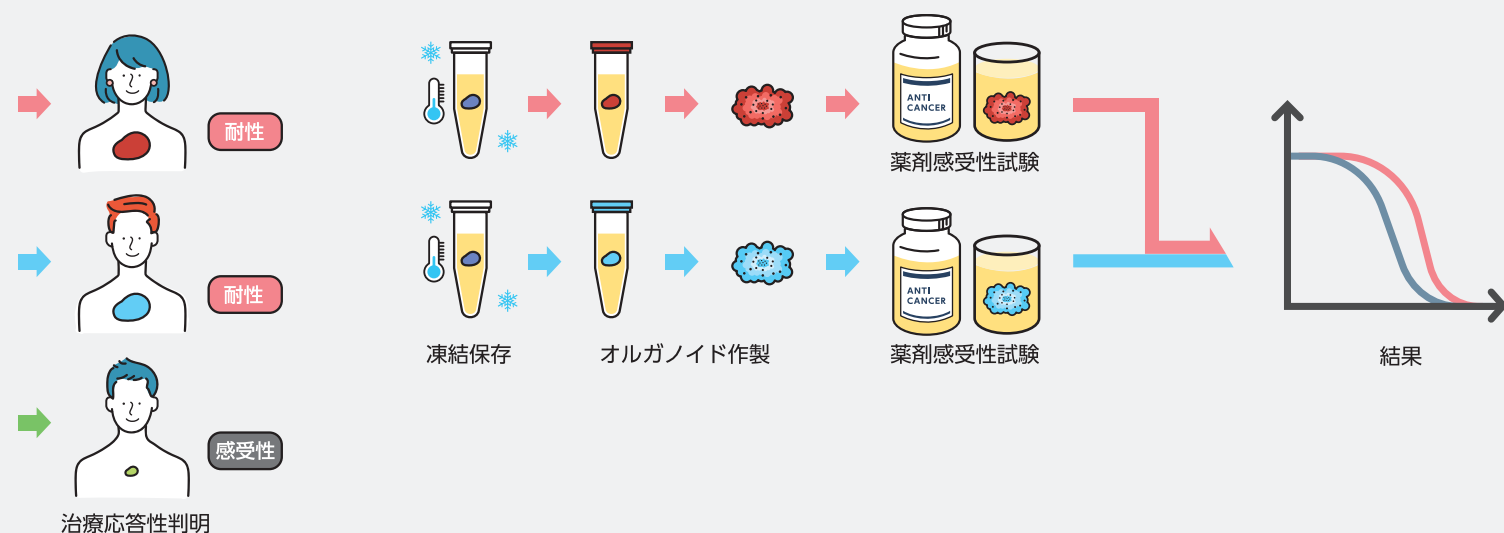 耐性
ANTI
CANCER
薬剤感受性試験
耐性
ANTI
CANCER
凍結保存
オルガノイド作製
薬剤感受性試験
結果
感受性
治療応答性判明